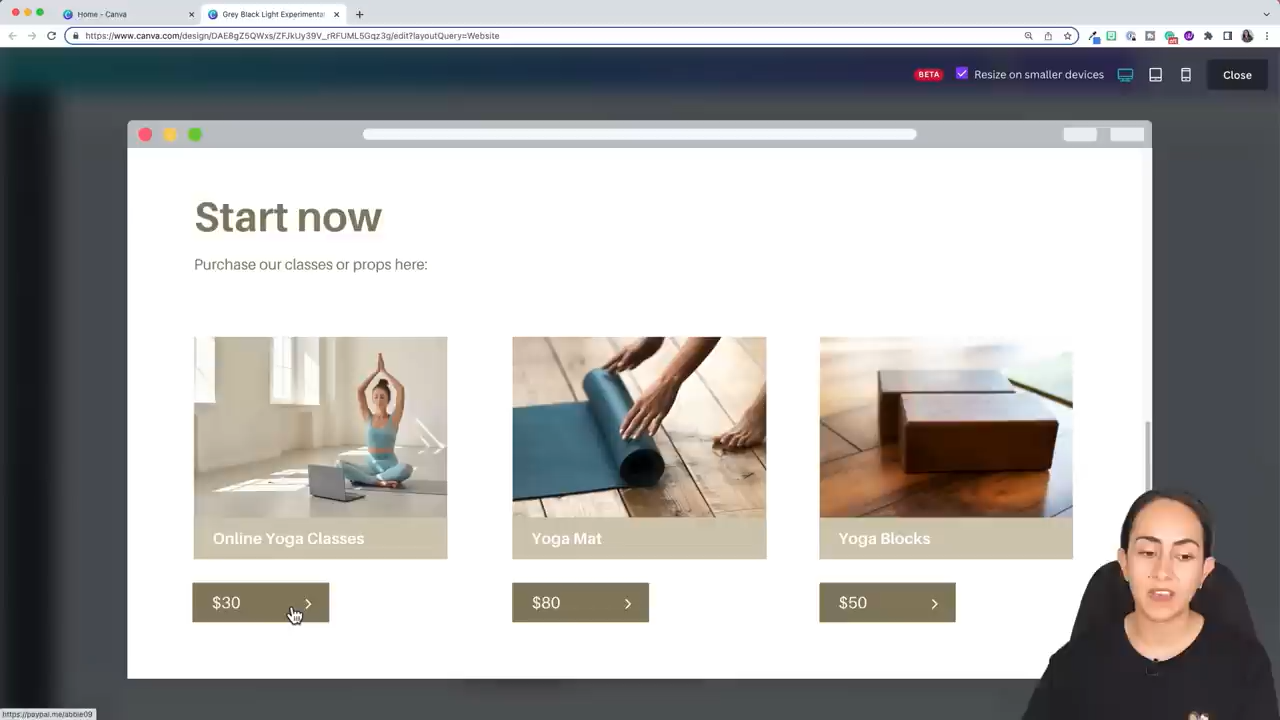 Home - Canva
Grey Black Light Experimenta
https://www.canva.com/design/DAE8gZ5QWxs/ZFJkUy39V_rRFUML5Gqz3g/edit?layoutQuery=Website
BETA
Resize on smaller devices
Close
Start now
Purchase our classes or props here:
Online Yoga Classes
Yoga Mat
Yoga Blocks
$30
$80
$50
https://paypal.me/abbie09